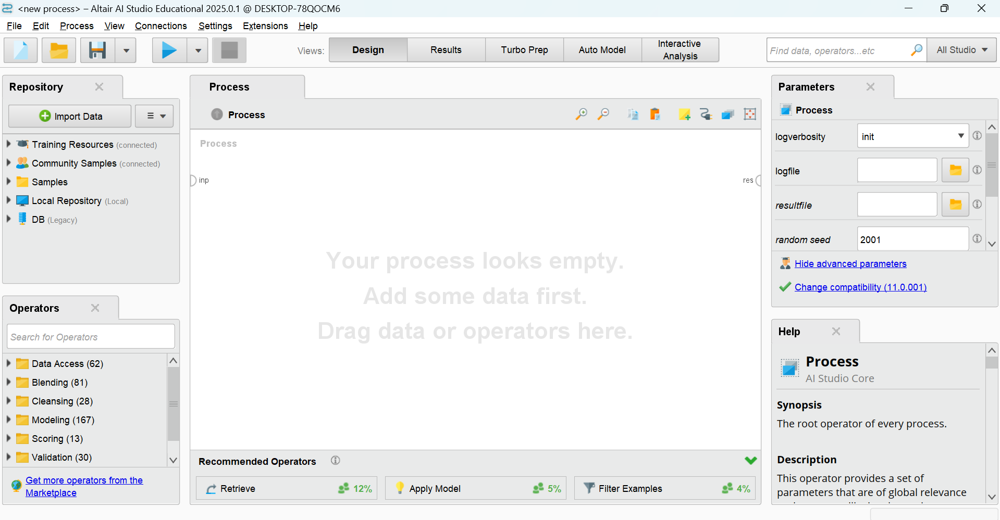 <new process> – Altair AI Studio Educational 2025.0.1 @ DESKTOP-78QOCM6
File Edit Process View Connections Settings Extensions Help
Views:
Design
Results
Turbo Prep
Auto Model
Interactive
Analysis
Find data, operators...etc
All Studio
Repository
Import Data
Training Resources (connected)
Community Samples (connected)
Samples
Local Repository (Local)
DB (Legacy)
Operators
Search for Operators
Data Access (62)
Blending (81)
Cleansing (28)
Modeling (167)
Scoring (13)
Validation (30)
Get more operators from the
Marketplace
Process
Process
Process
inp
res
Your process looks empty.
Add some data first.
Drag data or operators here.
Recommended Operators
Retrieve 12%
Apply Model 5%
Filter Examples 4%
Parameters
Process
logverbosity init
logfile
resultfile
random seed 2001
Hide advanced parameters
Change compatibility (11.0.001)
Help
Process
AI Studio Core
Synopsis
The root operator of every process.
Description
This operator provides a set of
parameters that are of global relevance